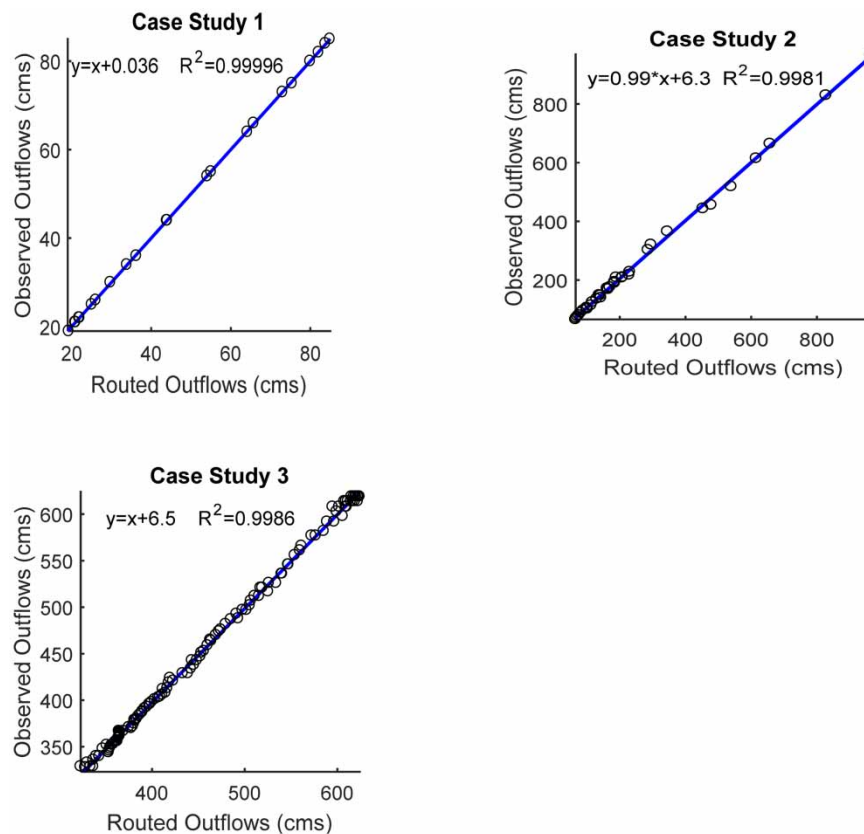 Case Study 1
y=x+0.036 R²=0.99996
Observed Outflows (cms)
80
60
40
20
20 40 60 80
Routed Outflows (cms)
Case Study 2
y=0.99*x+6.3 R²=0.9981
Observed Outflows (cms)
800
600
400
200
200 400 600 800
Routed Outflows (cms)
Case Study 3
y=x+6.5 R²=0.9986
Observed Outflows (cms)
600
550
500
450
400
350
400 500 600
Routed Outflows (cms)